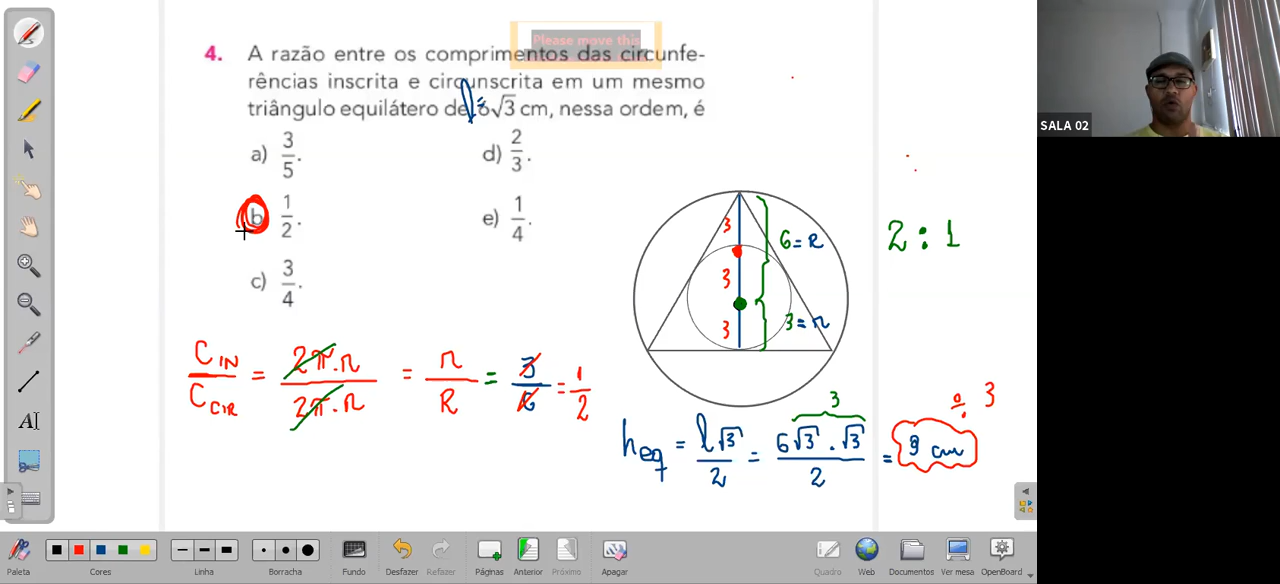 Please move this
4. A razão entre os comprimentos das circunfe-
rências inscrita e circunscrita em um mesmo
triângulo equilátero de l = 6√3 cm, nessa ordem, é
a) 3/5.
d) 2/3.
b) 1/2.
e) 1/4.
c) 3/4.
SALA 02
2 : 1
3
6 = R
3
3
3 = r
C_IN / C_CIR = 2π.r / 2π.r = r / R = 3 / 6 = 1 / 2
÷ 3
3
h_eq = l√3 / 2 = 6√3 . √3 / 2 = 9 cm
A
Paleta
Cores
Linha
Borracha
Fundo
Desfazer
Refazer
Páginas
Anterior
Próximo
Apagar
Quadro
Web
Documentos
Ver mesa
OpenBoard